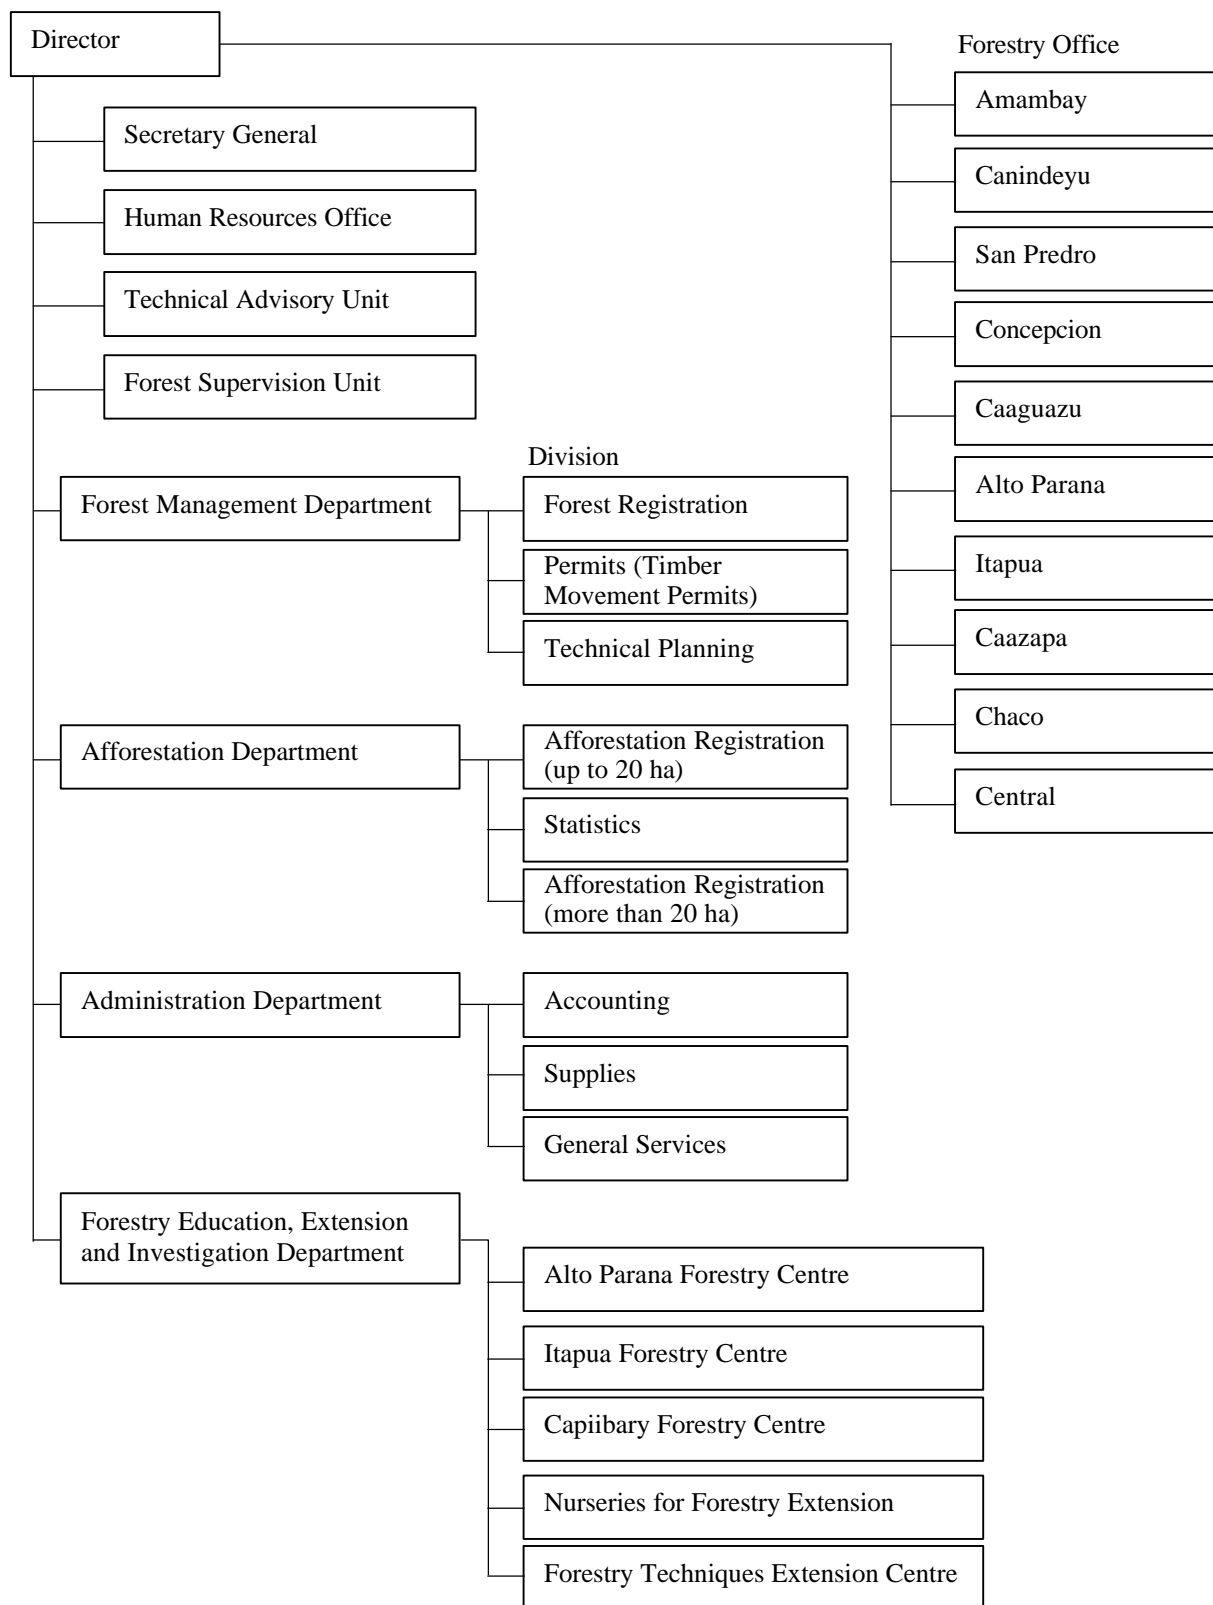 Director
Secretary General
Human Resources Office
Technical Advisory Unit
Forest Supervision Unit
Forest Management Department
Division
Forest Registration
Permits (Timber
Movement Permits)
Technical Planning
Afforestation Department
Afforestation Registration
(up to 20 ha)
Statistics
Afforestation Registration
(more than 20 ha)
Administration Department
Accounting
Supplies
General Services
Forestry Education, Extension
and Investigation Department
Alto Parana Forestry Centre
Itapua Forestry Centre
Capiibary Forestry Centre
Nurseries for Forestry Extension
Forestry Techniques Extension Centre
Forestry Office
Amambay
Canindeyu
San Predro
Concepcion
Caaguazu
Alto Parana
Itapua
Caazapa
Chaco
Central